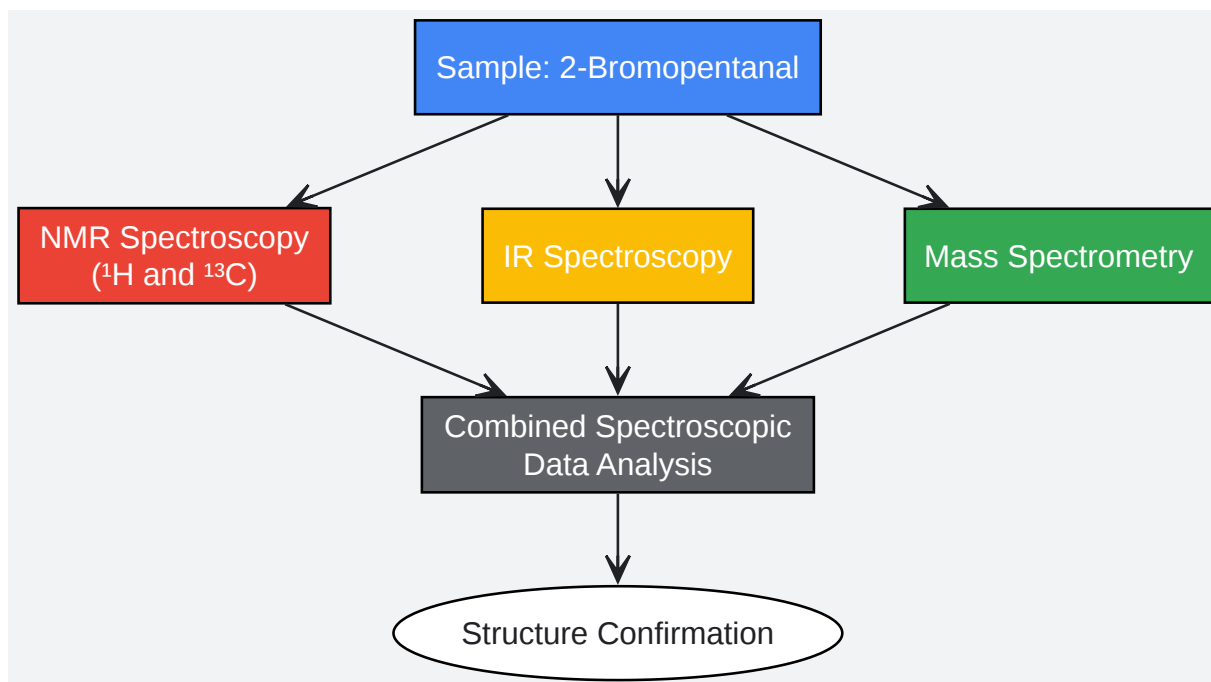 Sample: 2-Bromopentanal
NMR Spectroscopy
(¹H and ¹³C)
IR Spectroscopy
Mass Spectrometry
Combined Spectroscopic
Data Analysis
Structure Confirmation